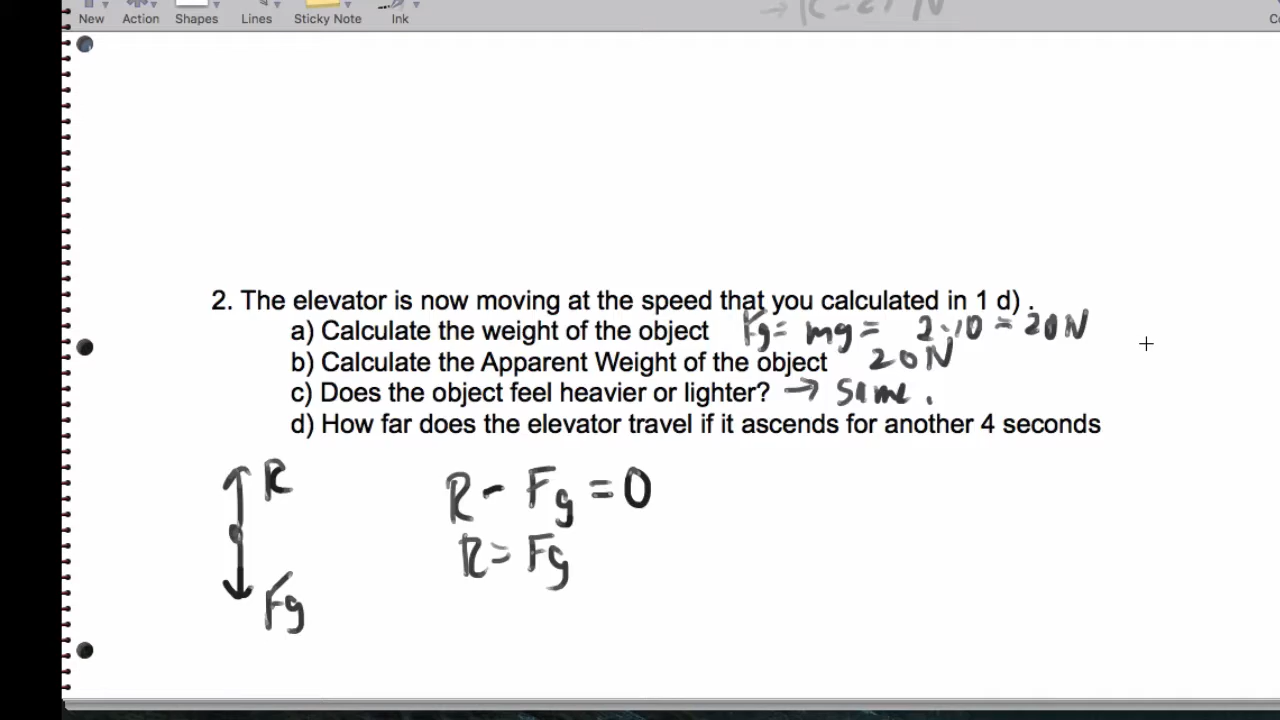 New Action Shapes Lines Sticky Note Ink
2. The elevator is now moving at the speed that you calculated in 1 d) .
a) Calculate the weight of the object Fg = mg = 2·10 = 20N
b) Calculate the Apparent Weight of the object 20N
c) Does the object feel heavier or lighter? → same.
d) How far does the elevator travel if it ascends for another 4 seconds
R
R - Fg = 0
R = Fg
Fg